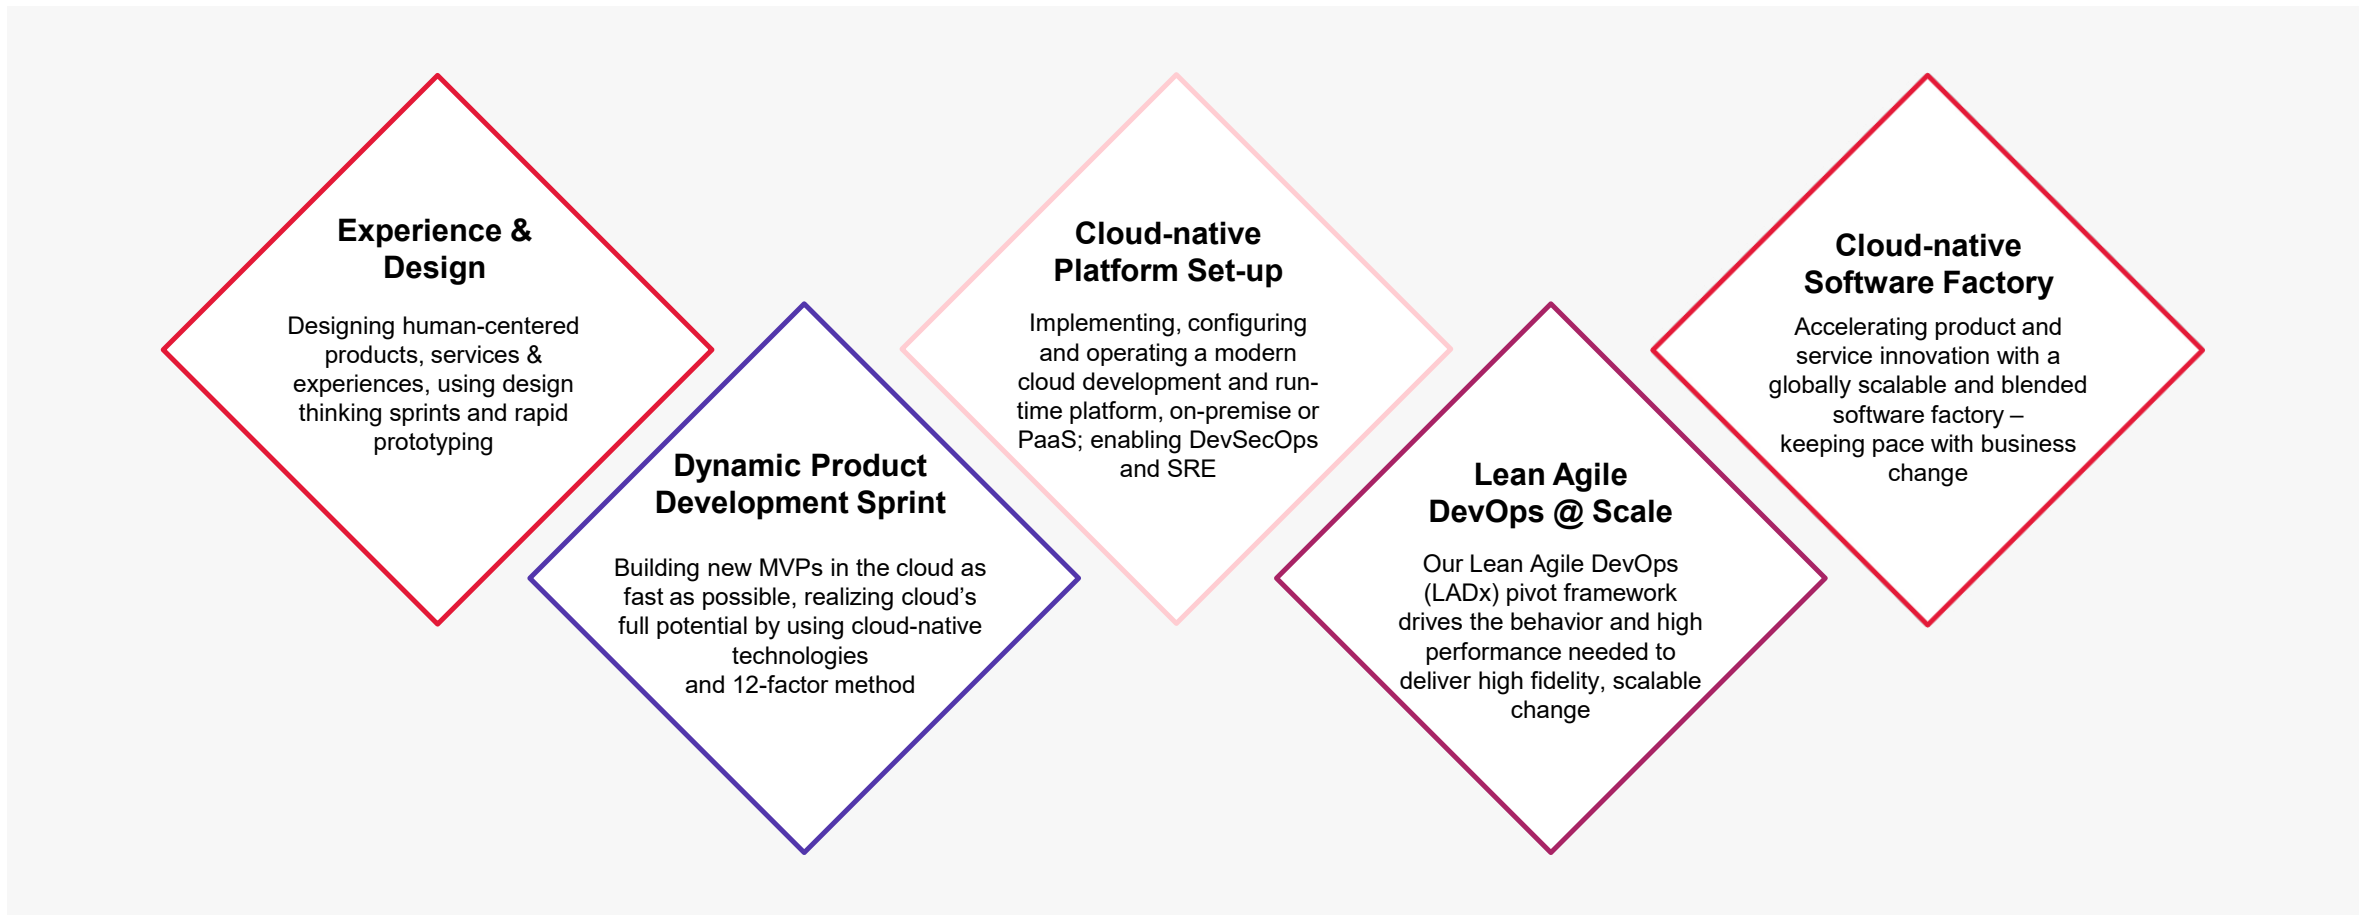 Experience &
Design
Designing human-centered
products, services &
experiences, using design
thinking sprints and rapid
prototyping
Dynamic Product
Development Sprint
Building new MVPs in the cloud as
fast as possible, realizing cloud’s
full potential by using cloud-native
technologies
and 12-factor method
Cloud-native
Platform Set-up
Implementing, configuring
and operating a modern
cloud development and run-
time platform, on-premise or
PaaS; enabling DevSecOps
and SRE
Lean Agile
DevOps @ Scale
Our Lean Agile DevOps
(LADx) pivot framework
drives the behavior and high
performance needed to
deliver high fidelity, scalable
change
Cloud-native
Software Factory
Accelerating product and
service innovation with a
globally scalable and blended
software factory –
keeping pace with business
change